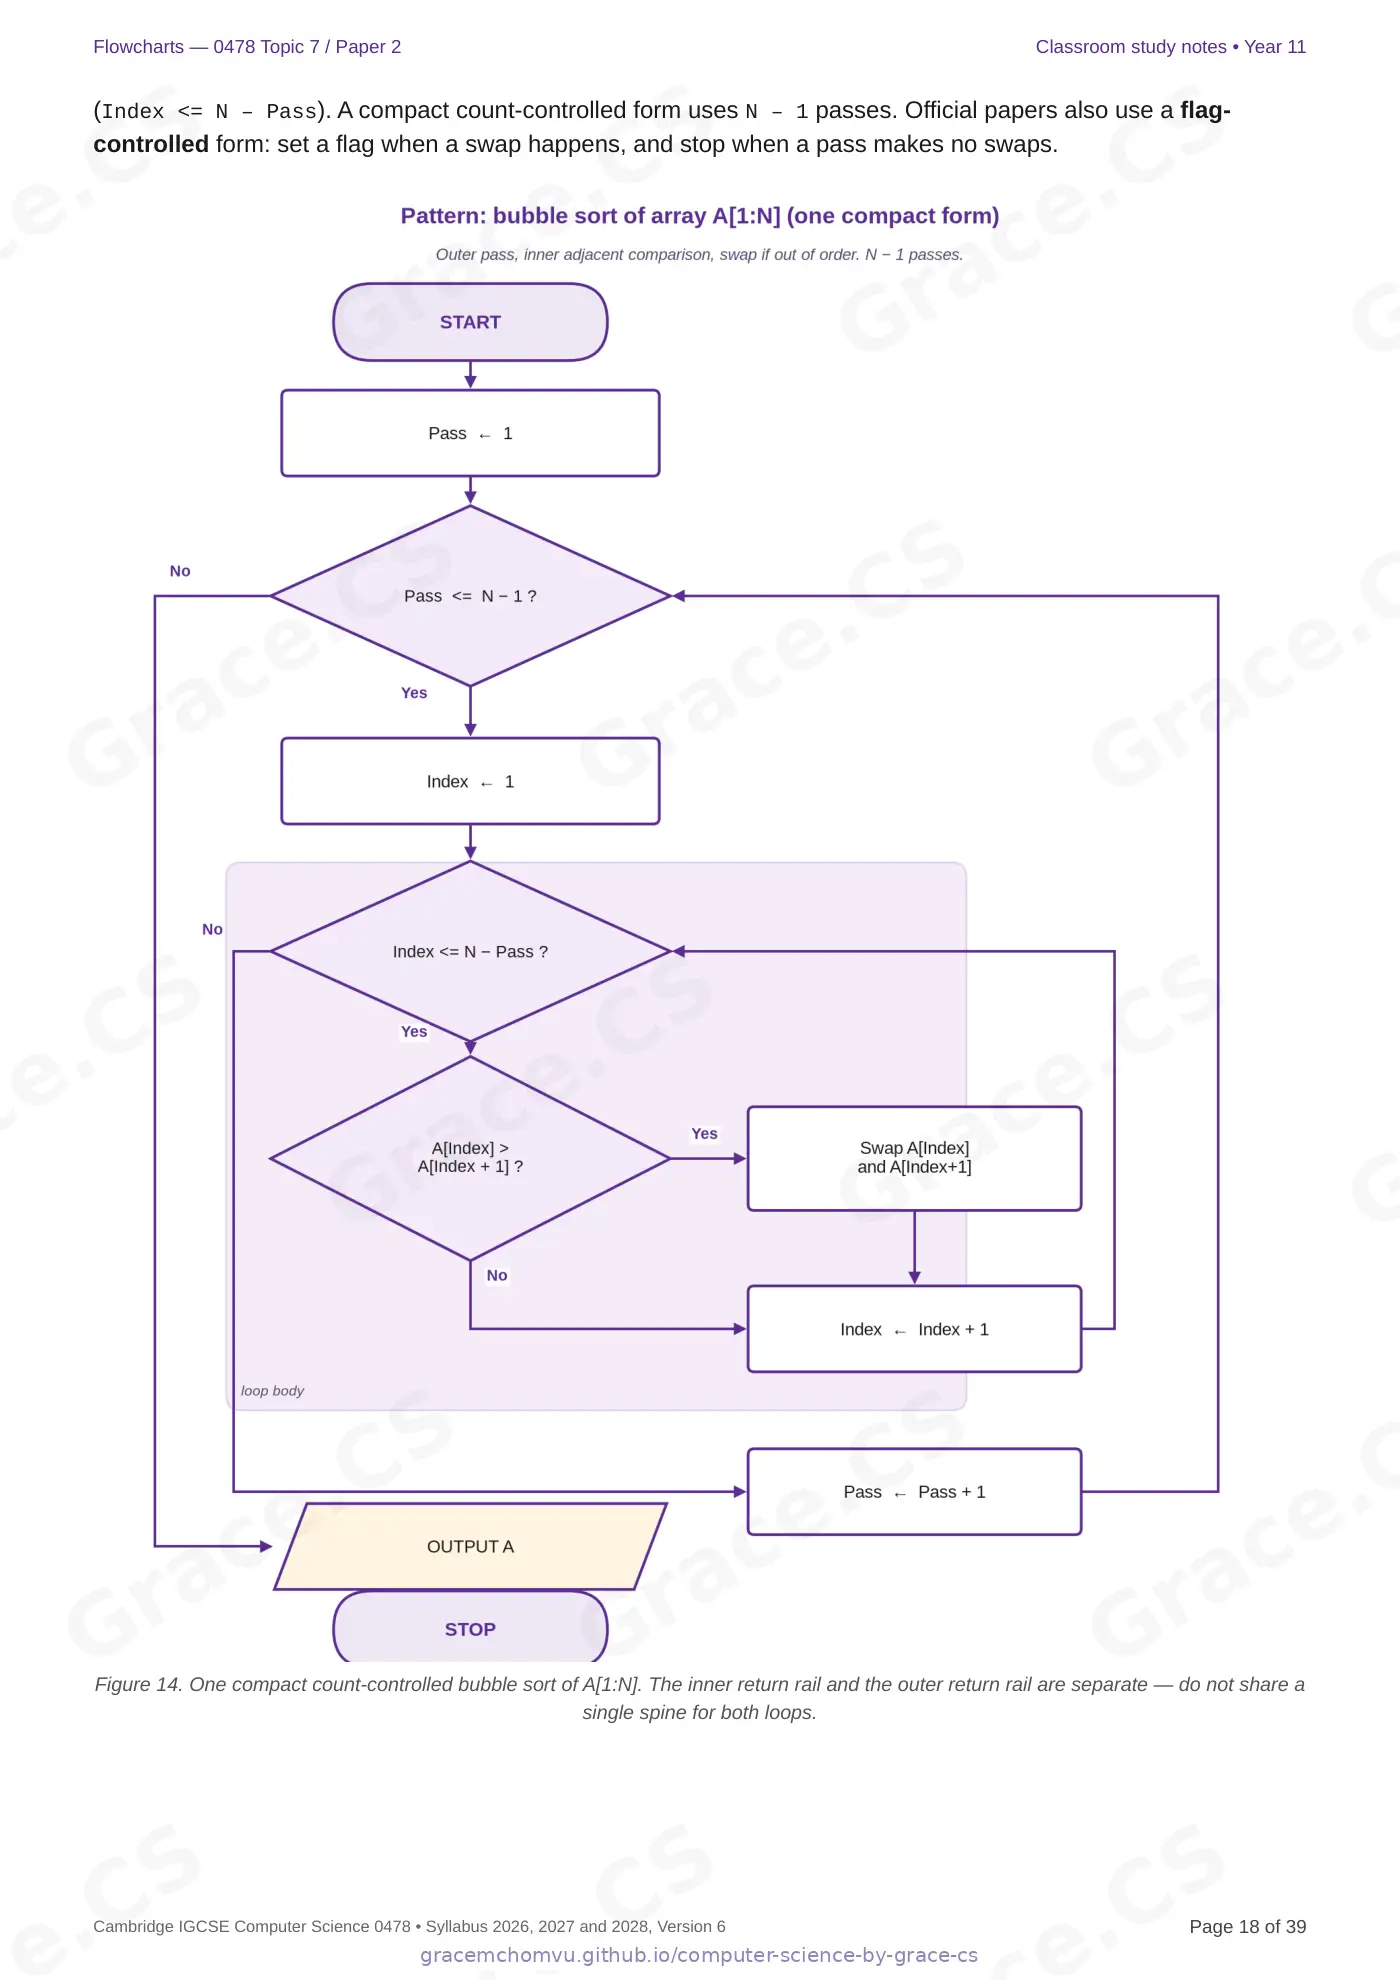 Flowcharts — 0478 Topic 7 / Paper 2
Classroom study notes • Year 11
(Index <= N – Pass). A compact count-controlled form uses N – 1 passes. Official papers also use a flag-
controlled form: set a flag when a swap happens, and stop when a pass makes no swaps.
Pattern: bubble sort of array A[1:N] (one compact form)
Outer pass, inner adjacent comparison, swap if out of order. N − 1 passes.
START
Pass ← 1
No
Pass <= N − 1 ?
Yes
Index ← 1
No
Index <= N − Pass ?
Yes
A[Index] >
A[Index + 1] ?
Yes
Swap A[Index]
and A[Index+1]
No
Index ← Index + 1
loop body
Pass ← Pass + 1
OUTPUT A
STOP
Figure 14. One compact count-controlled bubble sort of A[1:N]. The inner return rail and the outer return rail are separate — do not share a
single spine for both loops.
Cambridge IGCSE Computer Science 0478 • Syllabus 2026, 2027 and 2028, Version 6
Page 18 of 39
gracemchomvu.github.io/computer-science-by-grace-cs
Grace.CS